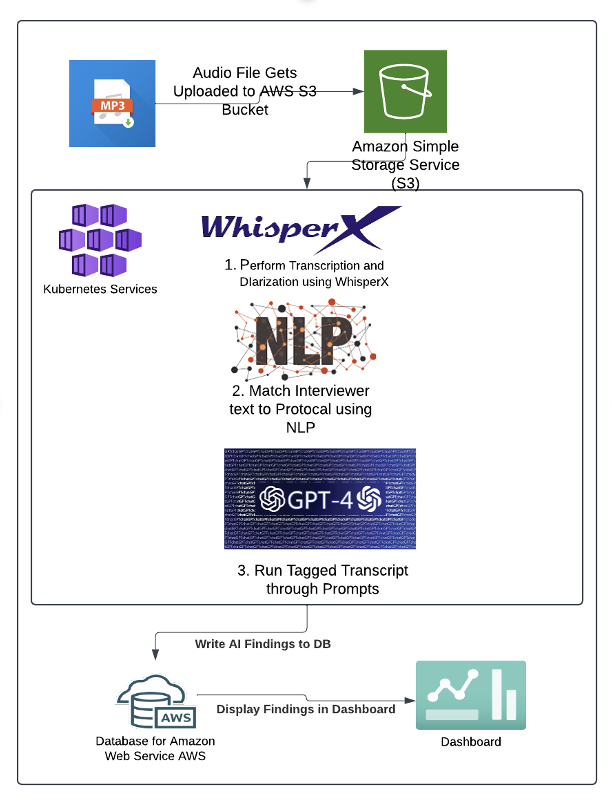 MP3
Audio File Gets
Uploaded to AWS S3
Bucket
Amazon Simple
Storage Service
(S3)
Kubernetes Services
WhisperX
1. Perform Transcription and
DIarization using WhisperX
NLP
2. Match Interviewer
text to Protocal using
NLP
GPT-4
3. Run Tagged Transcript
through Prompts
Write AI Findings to DB
AWS
Display Findings in Dashboard
Database for Amazon
Web Service AWS
Dashboard